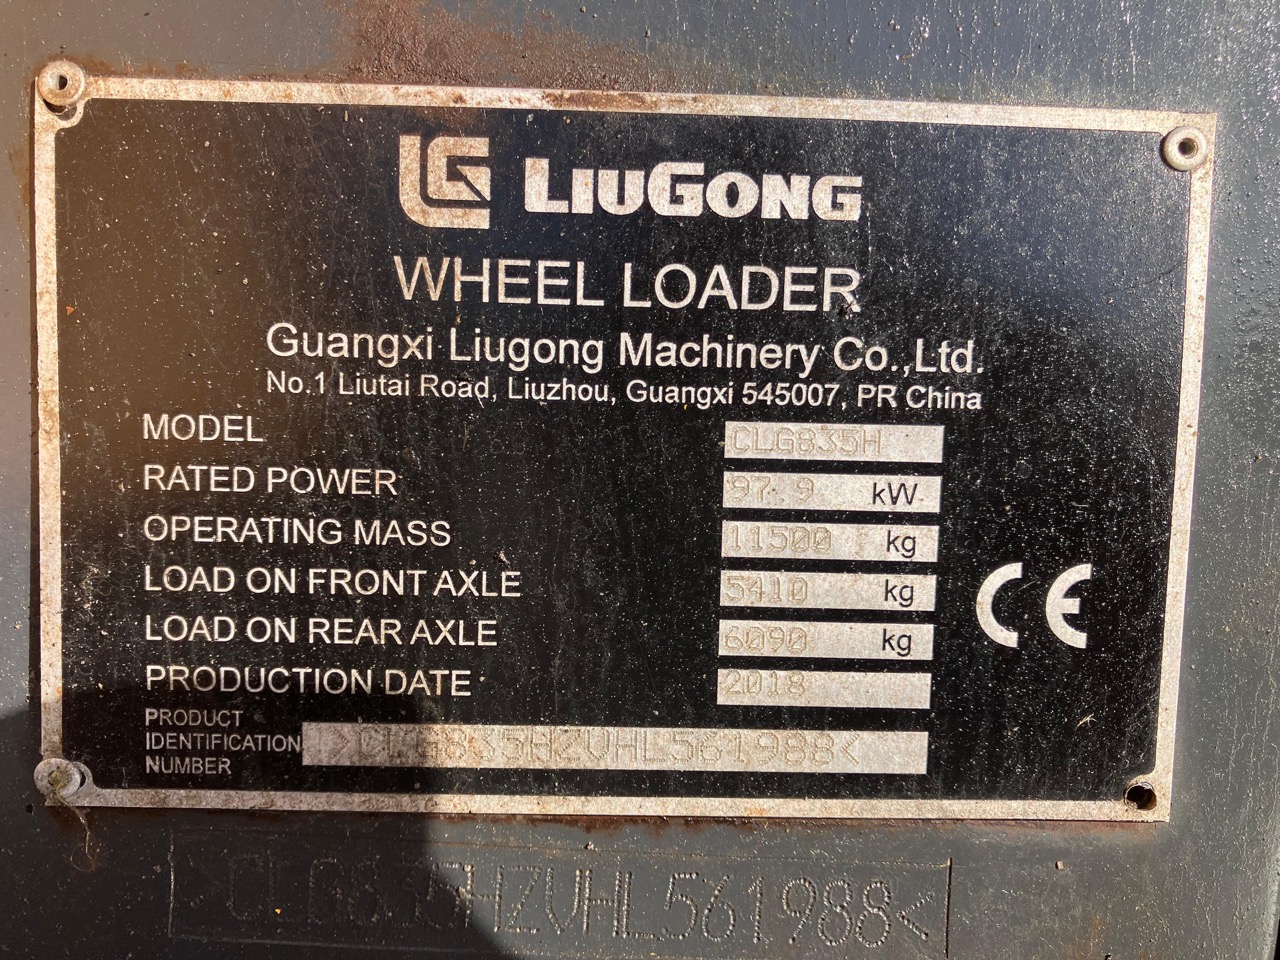 LG LIUGONG
WHEEL LOADER
Guangxi Liugong Machinery Co.,Ltd.
No.1 Liutai Road, Liuzhou, Guangxi 545007, PR China
MODEL CLG835H
RATED POWER 97.9 kW
OPERATING MASS 11500 kg
LOAD ON FRONT AXLE 5410 kg
LOAD ON REAR AXLE 6090 kg
PRODUCTION DATE 2018
PRODUCT
IDENTIFICATION >CLG835HZVHL561988<
NUMBER
CE
>CLG835HZVHL561988<